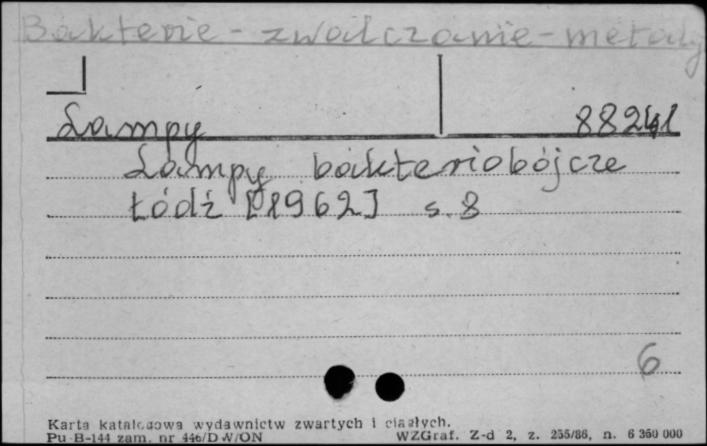 Bakterie - zwalczanie - metody
Lampy 88241
Lampy bakteriobójcze
Łódź [1962] s. 8
6
Karta katalogowa wydawnictw zwartych i ciągłych.
Pu-B-144 zam. nr 446/DW/ON WZGraf. Z-d 2, z. 255/86, n. 6 350 000